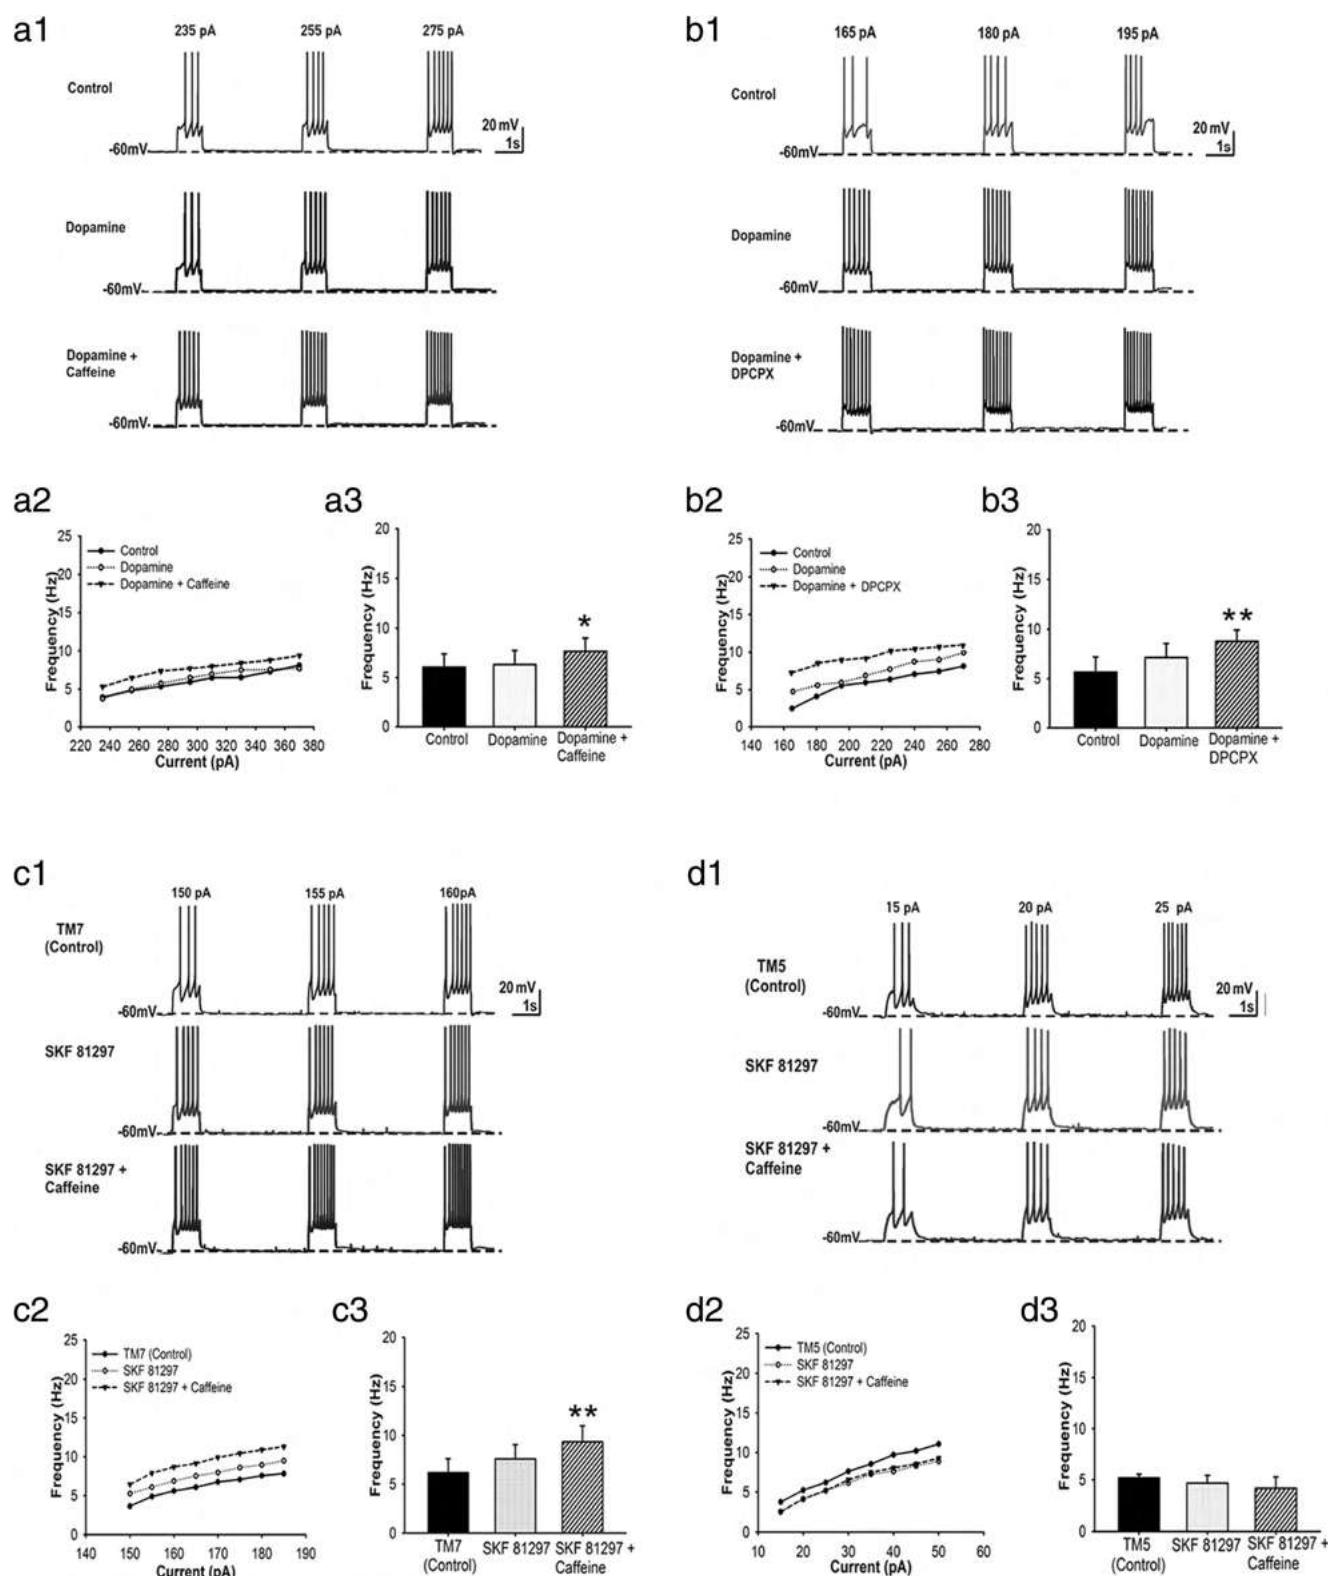 a1
235 pA 255 pA 275 pA
Control
20 mV
1s
-60mV
Dopamine
-60mV
Dopamine +
Caffeine
-60mV
b1
165 pA 180 pA 195 pA
Control
20 mV
1s
-60mV
Dopamine
-60mV
Dopamine +
DPCPX
-60mV
a2
Frequency (Hz)
25
20
15
10
5
0
Control
Dopamine
Dopamine + Caffeine
220 240 260 280 300 320 340 360 380
Current (pA)
a3
Frequency (Hz)
20
15
10
5
0
*
Control Dopamine Dopamine +
Caffeine
b2
Frequency (Hz)
25
20
15
10
5
0
Control
Dopamine
Dopamine + DPCPX
140 160 180 200 220 240 260 280
Current (pA)
b3
Frequency (Hz)
20
15
10
5
0
**
Control Dopamine Dopamine +
DPCPX
c1
150 pA 155 pA 160pA
TM7
(Control)
20 mV
1s
-60mV
SKF 81297
-60mV
SKF 81297 +
Caffeine
-60mV
d1
15 pA 20 pA 25 pA
TM5
(Control)
20 mV
1s
-60mV
SKF 81297
-60mV
SKF 81297 +
Caffeine
-60mV
c2
Frequency (Hz)
25
20
15
10
5
0
TM7 (Control)
SKF 81297
SKF 81297 + Caffeine
140 150 160 170 180 190
Current (pA)
c3
Frequency (Hz)
20
15
10
5
0
**
TM7 SKF 81297 SKF 81297 +
(Control) Caffeine
d2
Frequency (Hz)
25
20
15
10
5
0
TM5 (Control)
SKF 81297
SKF 81297 + Caffeine
10 20 30 40 50 60
Current (pA)
d3
Frequency (Hz)
20
15
10
5
0
TM5 SKF 81297 SKF 81297 +
(Control) Caffeine